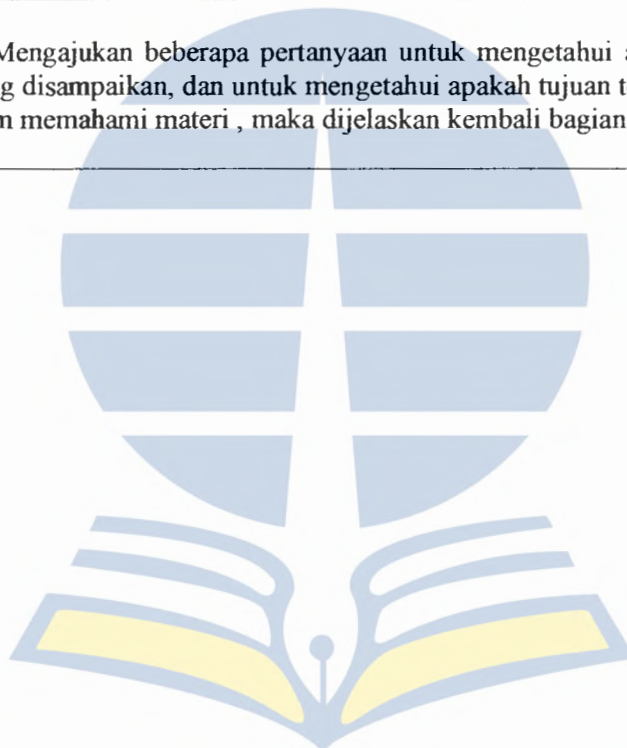 Mengajukan beberapa pertanyaan untuk mengetahui a
g disampaikan, dan untuk mengetahui apakah tujuan t
n memahami materi , maka dijelaskan kembali bagian